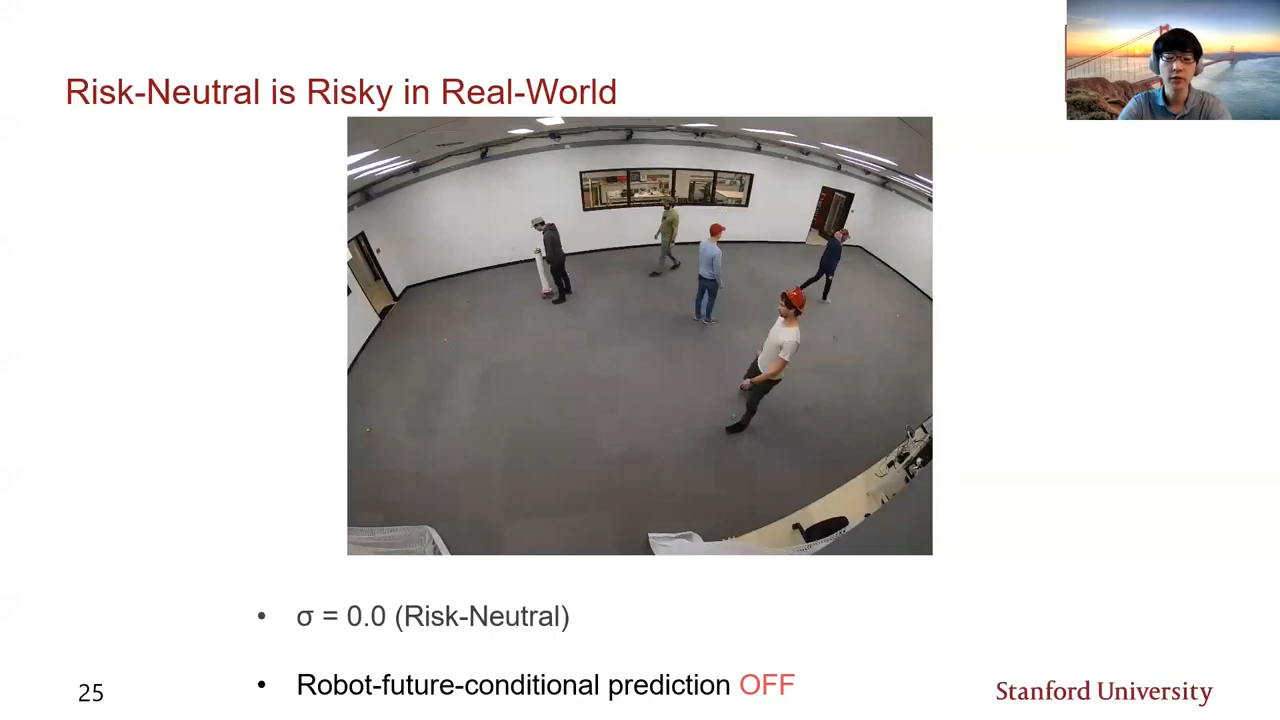 Risk-Neutral is Risky in Real-World
• σ = 0.0 (Risk-Neutral)
• Robot-future-conditional prediction OFF
25
Stanford University